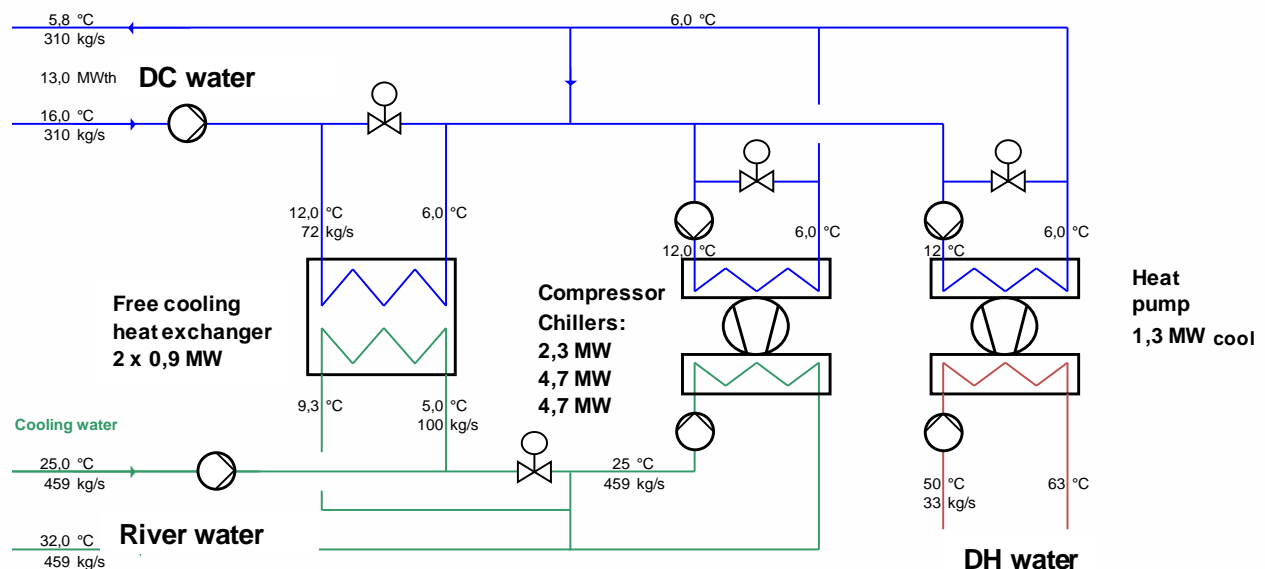 5,8 °C
310 kg/s
6,0 °C
13,0 MWth
DC water
16,0 °C
310 kg/s
12,0 °C
72 kg/s
6,0 °C
12,0 °C
6,0 °C
12 °C
6,0 °C
Free cooling
heat exchanger
2 x 0,9 MW
Compressor
Chillers:
2,3 MW
4,7 MW
4,7 MW
Heat
pump
1,3 MW cool
9,3 °C
5,0 °C
100 kg/s
Cooling water
25,0 °C
459 kg/s
25 °C
459 kg/s
50 °C
33 kg/s
63 °C
River water
32,0 °C
459 kg/s
DH water